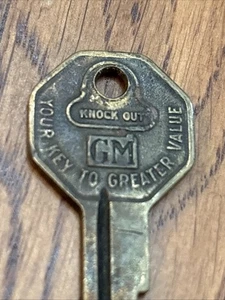 KNOCK OUT
GM
YOUR KEY TO GREATER VALUE